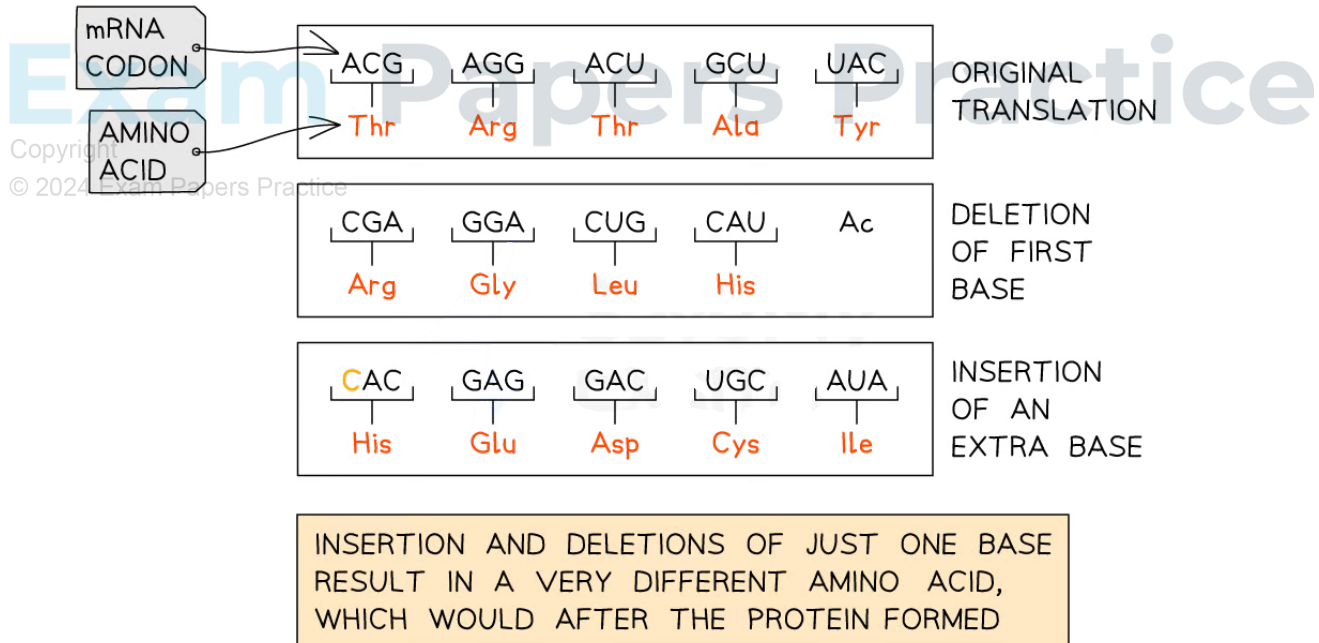 mRNA
CODON
AMINO
ACID
Exam Papers Practice
Copyright
© 2024 Exam Papers Practice
ACG AGG ACU GCU UAC
Thr Arg Thr Ala Tyr
ORIGINAL
TRANSLATION
CGA GGA CUG CAU Ac
Arg Gly Leu His
DELETION
OF FIRST
BASE
CAC GAG GAC UGC AUA
His Glu Asp Cys Ile
INSERTION
OF AN
EXTRA BASE
INSERTION AND DELETIONS OF JUST ONE BASE
RESULT IN A VERY DIFFERENT AMINO ACID,
WHICH WOULD AFTER THE PROTEIN FORMED